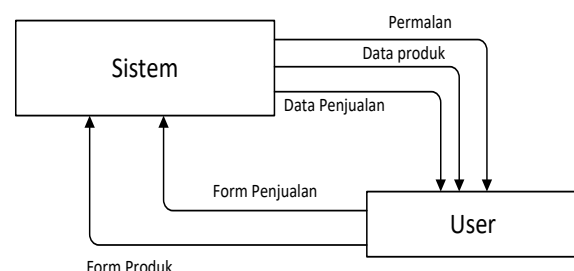 Permalan
Sistem
Data produk
Data Penjualan
Form Penjualan
User
Form Produk